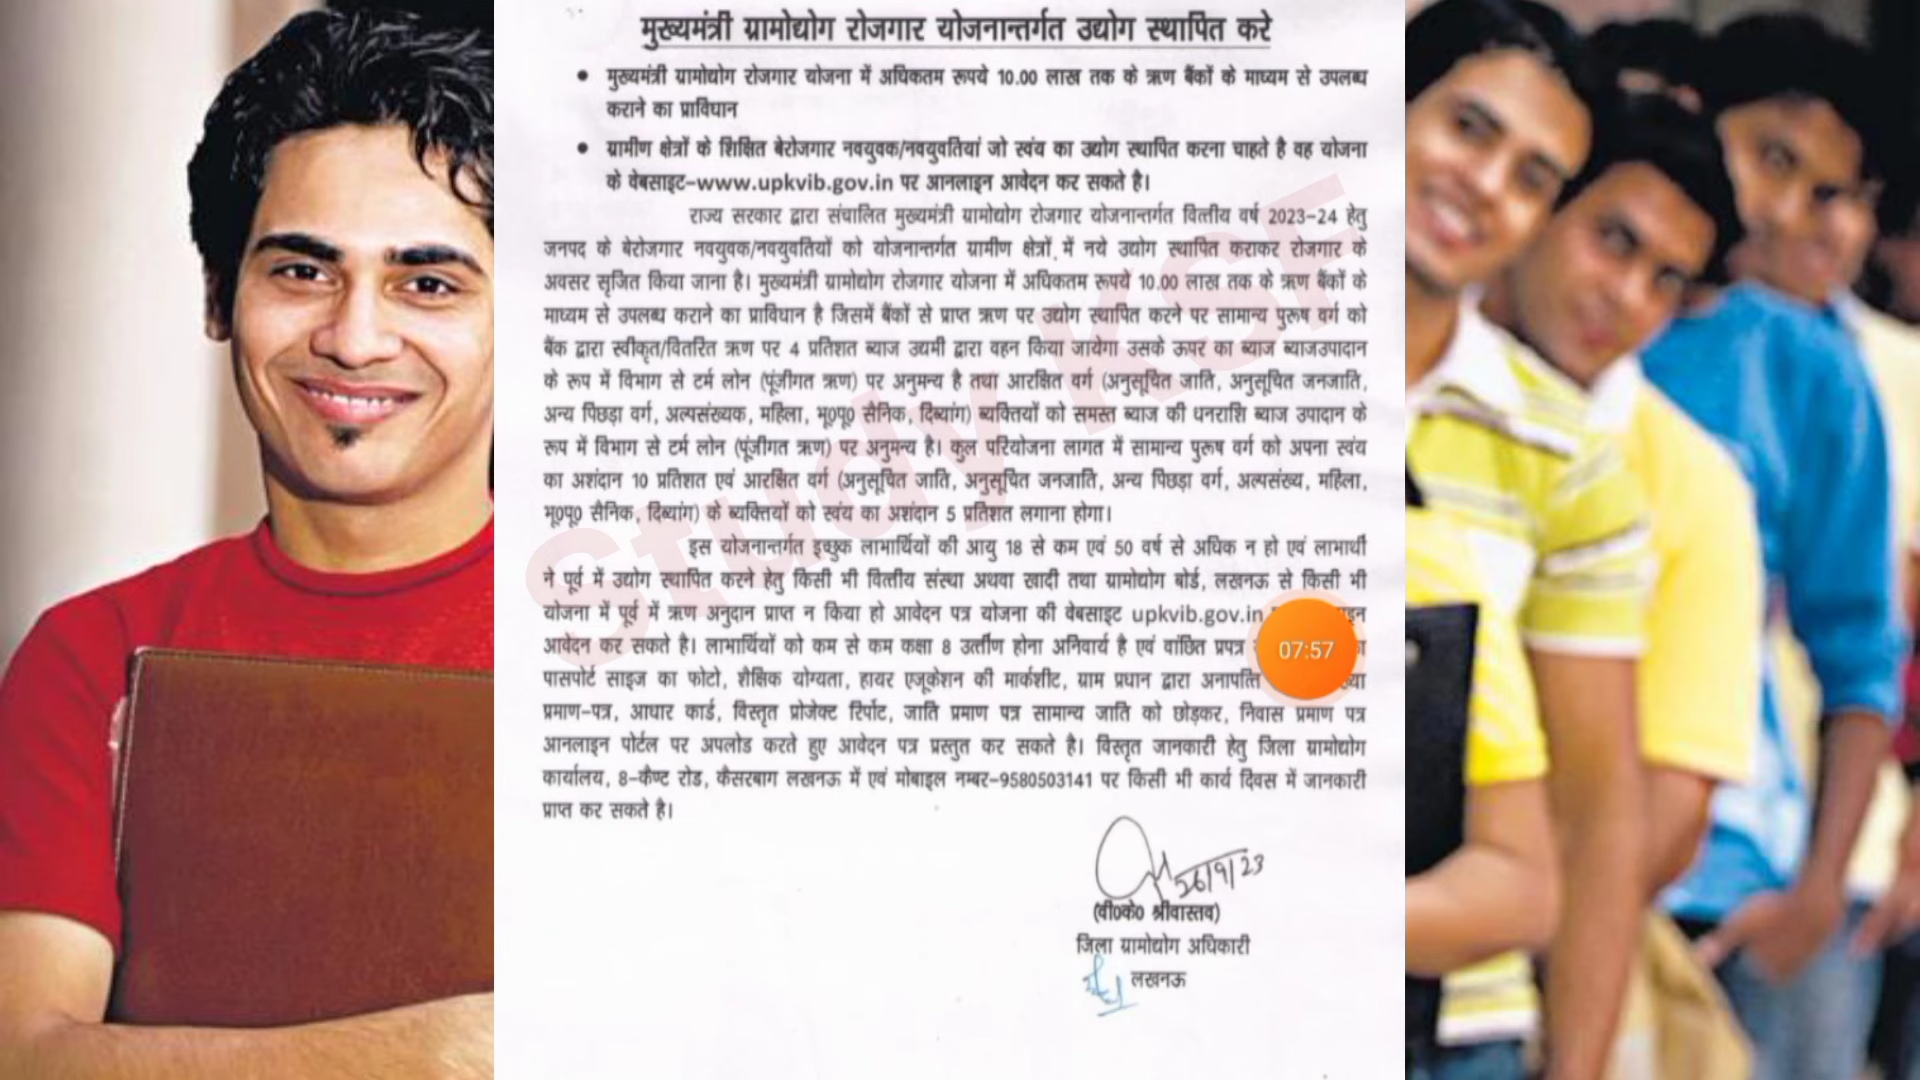 मुख्यमंत्री ग्रामोद्योग रोजगार योजनान्तर्गत उद्योग स्थापित करे
• मुख्यमंत्री ग्रामोद्योग रोजगार योजना में अधिकतम रूपये 10.00 लाख तक के ऋण बैंकों के माध्यम से उपलब्ध
कराने का प्राविधान
• ग्रामीण क्षेत्रों के शिक्षित बेरोजगार नवयुवक/नवयुवतियां जो स्वंय का उद्योग स्थापित करना चाहते है वह योजना
के वेबसाइट-www.upkvib.gov.in पर आनलाइन आवेदन कर सकते है।
राज्य सरकार द्वारा संचालित मुख्यमंत्री ग्रामोद्योग रोजगार योजनान्तर्गत वित्तीय वर्ष 2023-24 हेतु
जनपद के बेरोजगार नवयुवक/नवयुवतियों को योजनान्तर्गत ग्रामीण क्षेत्रों में नये उद्योग स्थापित कराकर रोजगार के
अवसर सृजित किया जाना है। मुख्यमंत्री ग्रामोद्योग रोजगार योजना में अधिकतम रूपये 10.00 लाख तक के ऋण बैंकों के
माध्यम से उपलब्ध कराने का प्राविधान है जिसमें बैंकों से प्राप्त ऋण पर उद्योग स्थापित करने पर सामान्य पुरूष वर्ग को
बैंक द्वारा स्वीकृत/वितरित ऋण पर 4 प्रतिशत ब्याज उद्यमी द्वारा वहन किया जायेगा उसके ऊपर का ब्याज ब्याजउपादान
के रूप में विभाग से टर्म लोन (पूंजीगत ऋण) पर अनुमन्य है तथा आरक्षित वर्ग (अनुसूचित जाति, अनुसूचित जनजाति,
अन्य पिछड़ा वर्ग, अल्पसंख्यक, महिला, भू०पू० सैनिक, दिब्यांग) ब्यक्तियों को समस्त ब्याज की धनराशि ब्याज उपादान के
रूप में विभाग से टर्म लोन (पूंजीगत ऋण) पर अनुमन्य है। कुल परियोजना लागत में सामान्य पुरूष वर्ग को अपना स्वंय
का अशंदान 10 प्रतिशत एवं आरक्षित वर्ग (अनुसूचित जाति, अनुसूचित जनजाति, अन्य पिछड़ा वर्ग, अल्पसंख्य, महिला,
भू०पू० सैनिक, दिब्यांग) के ब्यक्तियों को स्वंय का अशंदान 5 प्रतिशत लगाना होगा।
इस योजनान्तर्गत इच्छुक लाभार्थियों की आयु 18 से कम एवं 50 वर्ष से अधिक न हो एवं लाभार्थी
ने पूर्व में उद्योग स्थापित करने हेतु किसी भी वित्तीय संस्था अथवा खादी तथा ग्रामोद्योग बोर्ड, लखनऊ से किसी भी
योजना में पूर्व में ऋण अनुदान प्राप्त न किया हो आवेदन पत्र योजना की वेबसाइट upkvib.gov.in
आवेदन कर सकते है। लाभार्थियों को कम से कम कक्षा 8 उर्त्तीण होना अनिवार्य है एवं वांछित प्रपत्र
07:57
पासपोर्ट साइज का फोटो, शैक्षिक योग्यता, हायर एजूकेशन की मार्कशीट, ग्राम प्रधान द्वारा अनापत्ति
प्रमाण-पत्र, आधार कार्ड, विस्तृत प्रोजेक्ट रिर्पोट, जाति प्रमाण पत्र सामान्य जाति को छोड़कर, निवास प्रमाण पत्र
आनलाइन पोर्टल पर अपलोड करते हुए आवेदन पत्र प्रस्तुत कर सकते है। विस्तृत जानकारी हेतु जिला ग्रामोद्योग
कार्यालय, 8-कैण्ट रोड, कैसरबाग लखनऊ में एवं मोबाइल नम्बर-9580503141 पर किसी भी कार्य दिवस में जानकारी
प्राप्त कर सकते है।
Study KSF
26/9/23
(वी०के० श्रीवास्तव)
जिला ग्रामोद्योग अधिकारी
लखनऊ